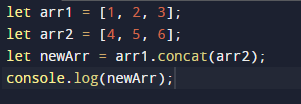 let arr1 = [1, 2, 3];
let arr2 = [4, 5, 6];
let newArr = arr1.concat(arr2);
console.log(newArr);